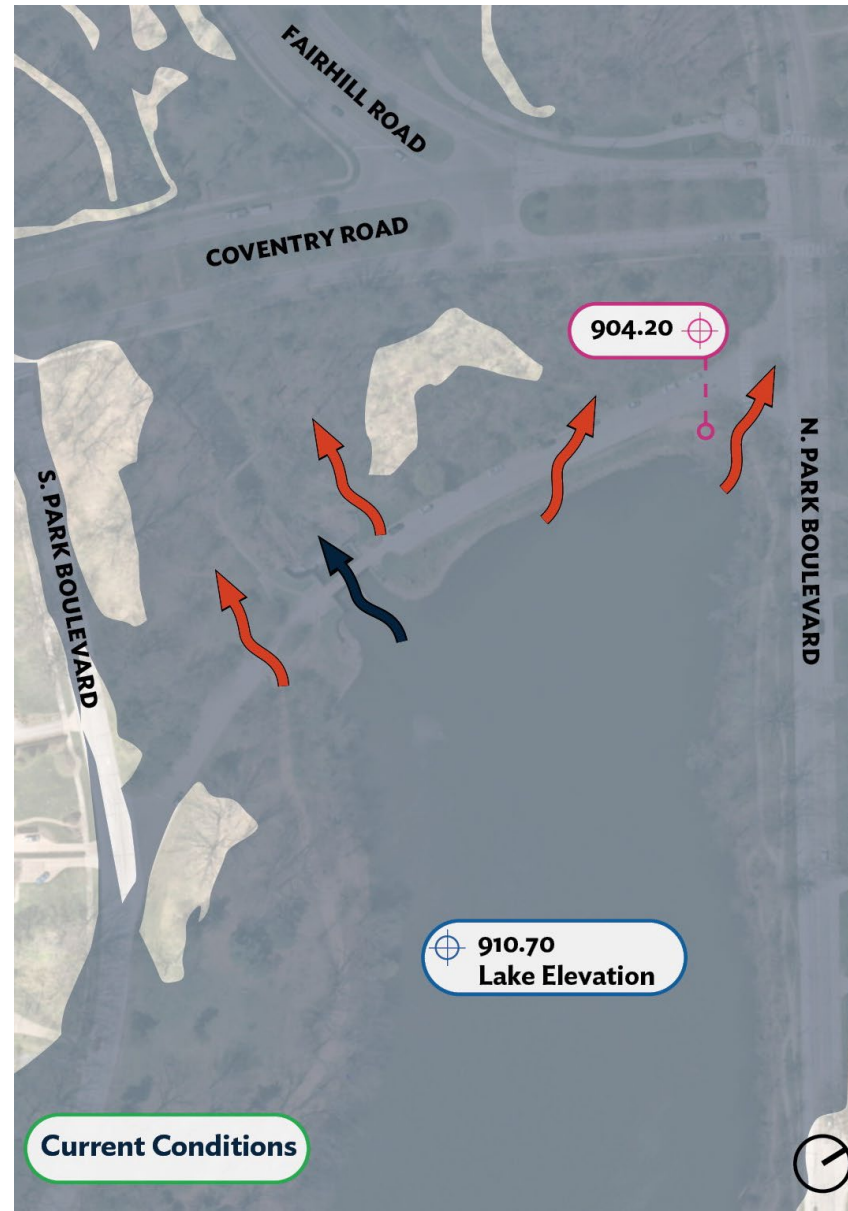 FAIRHILL ROAD
COVENTRY ROAD
904.20
N. PARK BOULEVARD
S. PARK BOULEVARD
910.70
Lake Elevation
Current Conditions